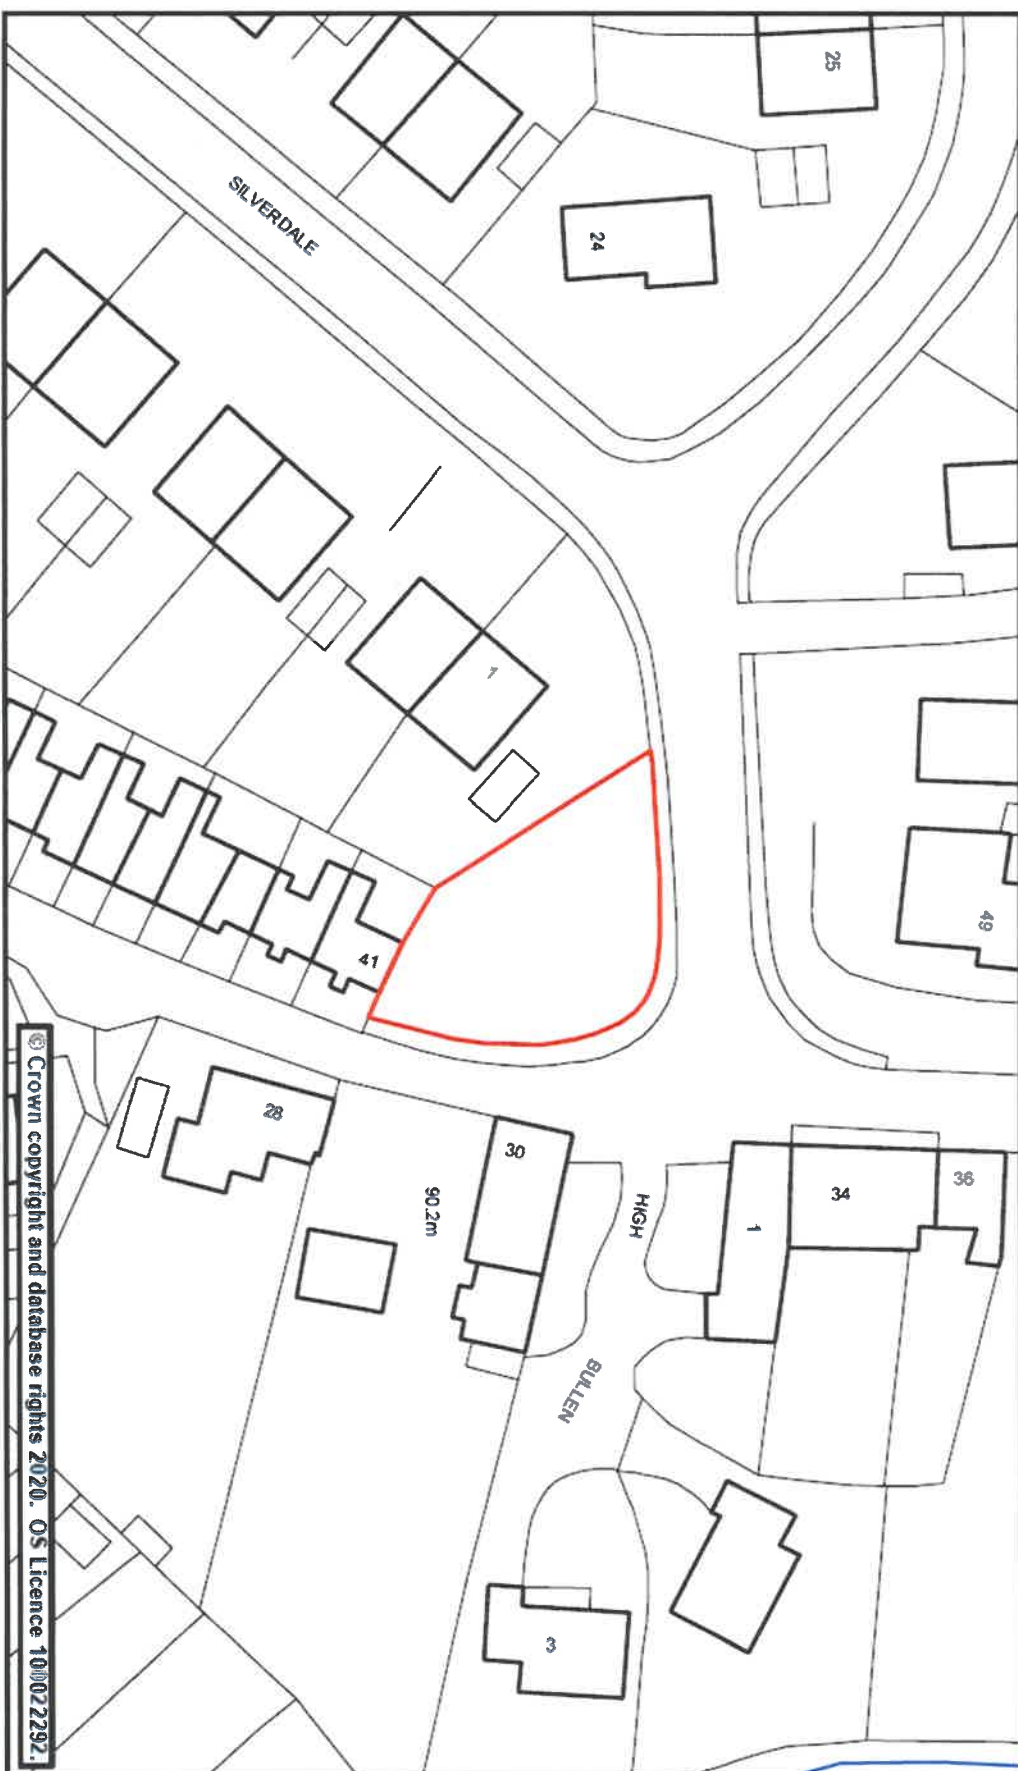 25
24
SILVERDALE
1
49
41
28
30
90.2m
HIGH
BULLEN
1
34
36
3
© Crown copyright and database rights 2020. OS Licence 100022292.